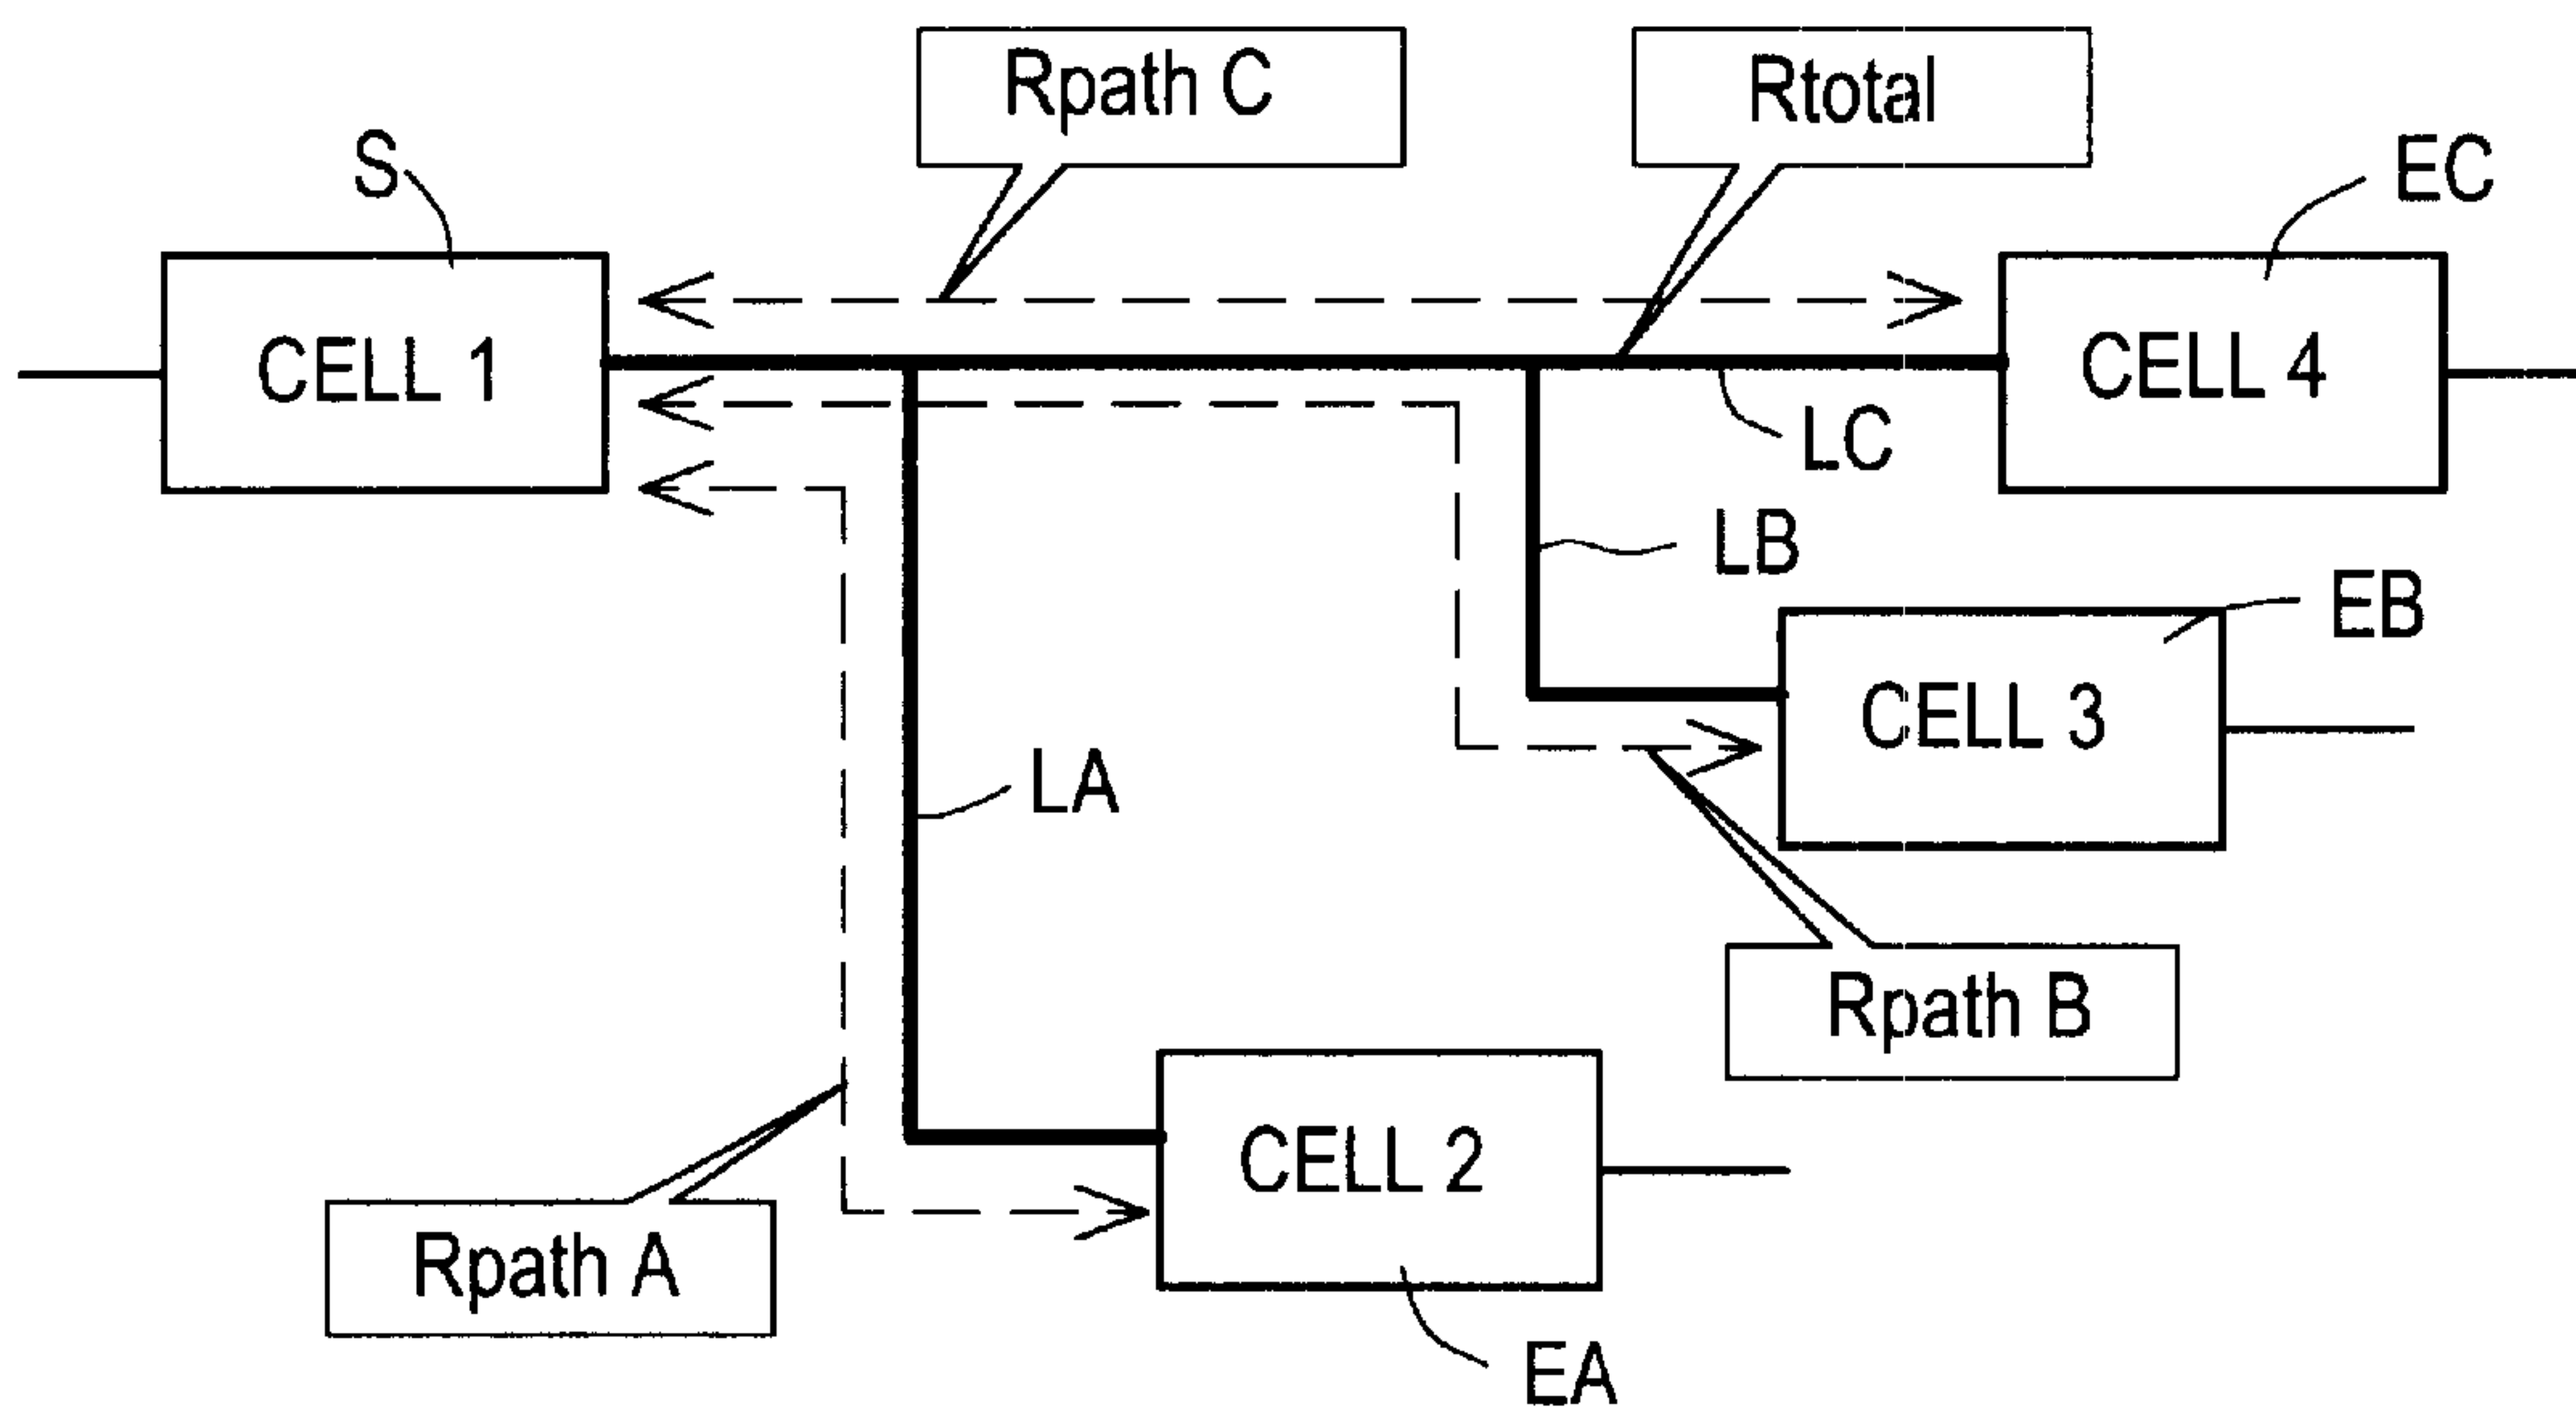 Rpath C
Rtotal
S
EC
CELL 1
CELL 4
LC
LB
EB
CELL 3
LA
Rpath B
CELL 2
Rpath A
EA